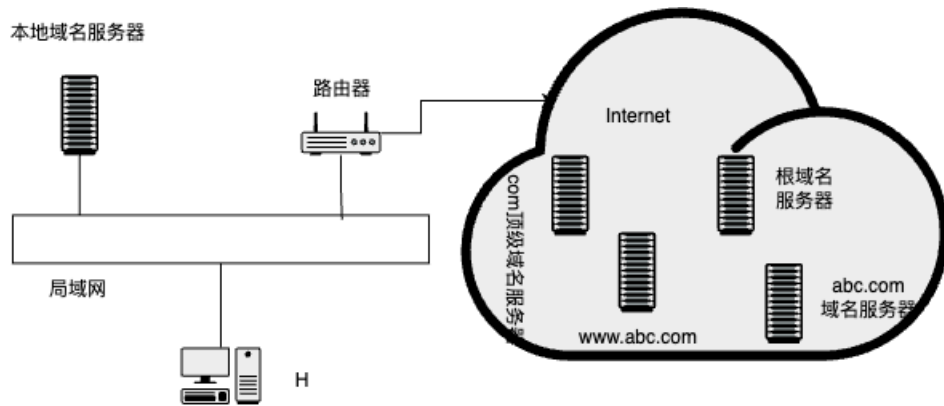 本地域名服务器
路由器
Internet
com顶级域名服务器
根域名
服务器
www.abc.com
abc.com
域名服务器
局域网
H